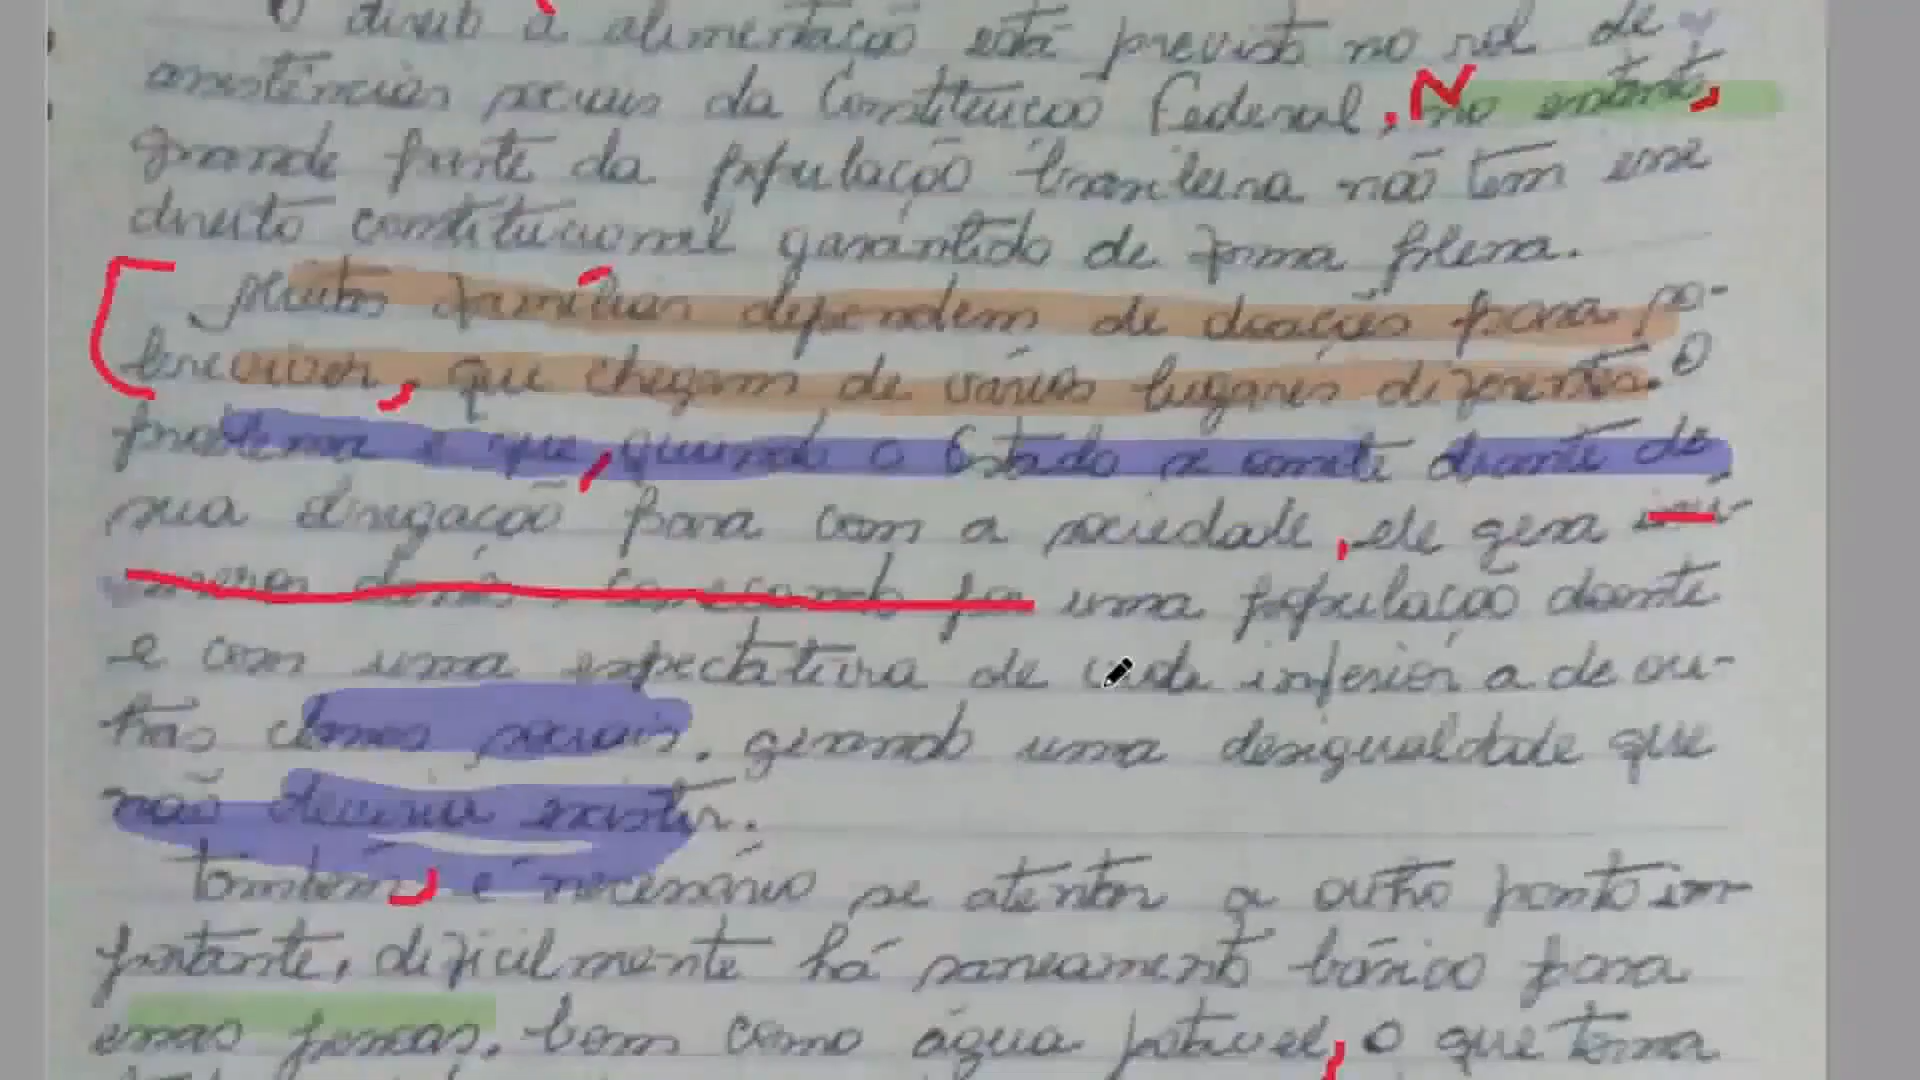 O direito à alimentação está previsto no rol de
assistências sociais da Constituição Federal, N no entanto,
grande parte da população brasileira não tem esse
direito constitucional garantido de forma plena.
Muitas famílias dependem de doações para so-
breviver, que chegam de vários lugares diferentes. O
problema é que, quando o Estado se omite diante de
sua obrigação para com a sociedade, ele gera inú-
meros danos, começando por uma população doente
e com uma expectativa de vida inferior a de ou-
tras classes sociais, gerando uma desigualdade que
não deveria existir.
Também, é necessário se atentar a outro ponto im-
portante, dificilmente há saneamento básico para
essas pessoas, bem como água potável, o que torna